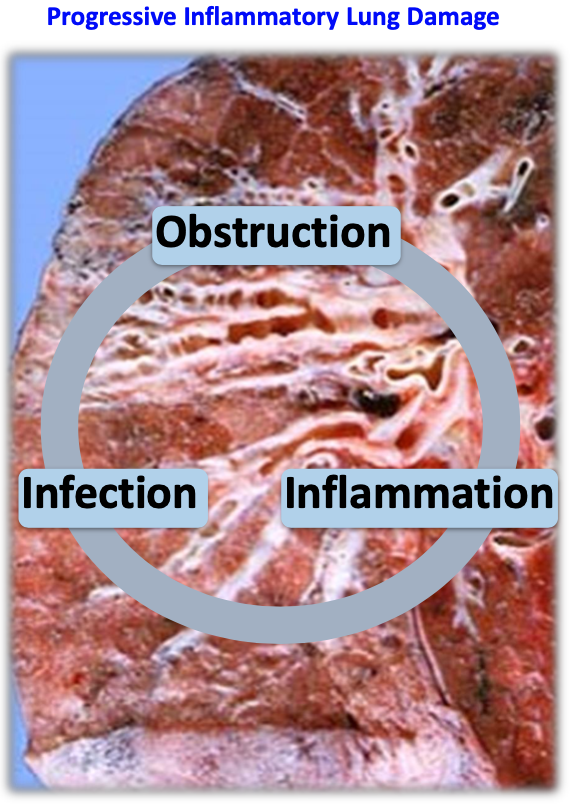 Progressive Inflammatory Lung Damage
Obstruction
Infection
Inflammation